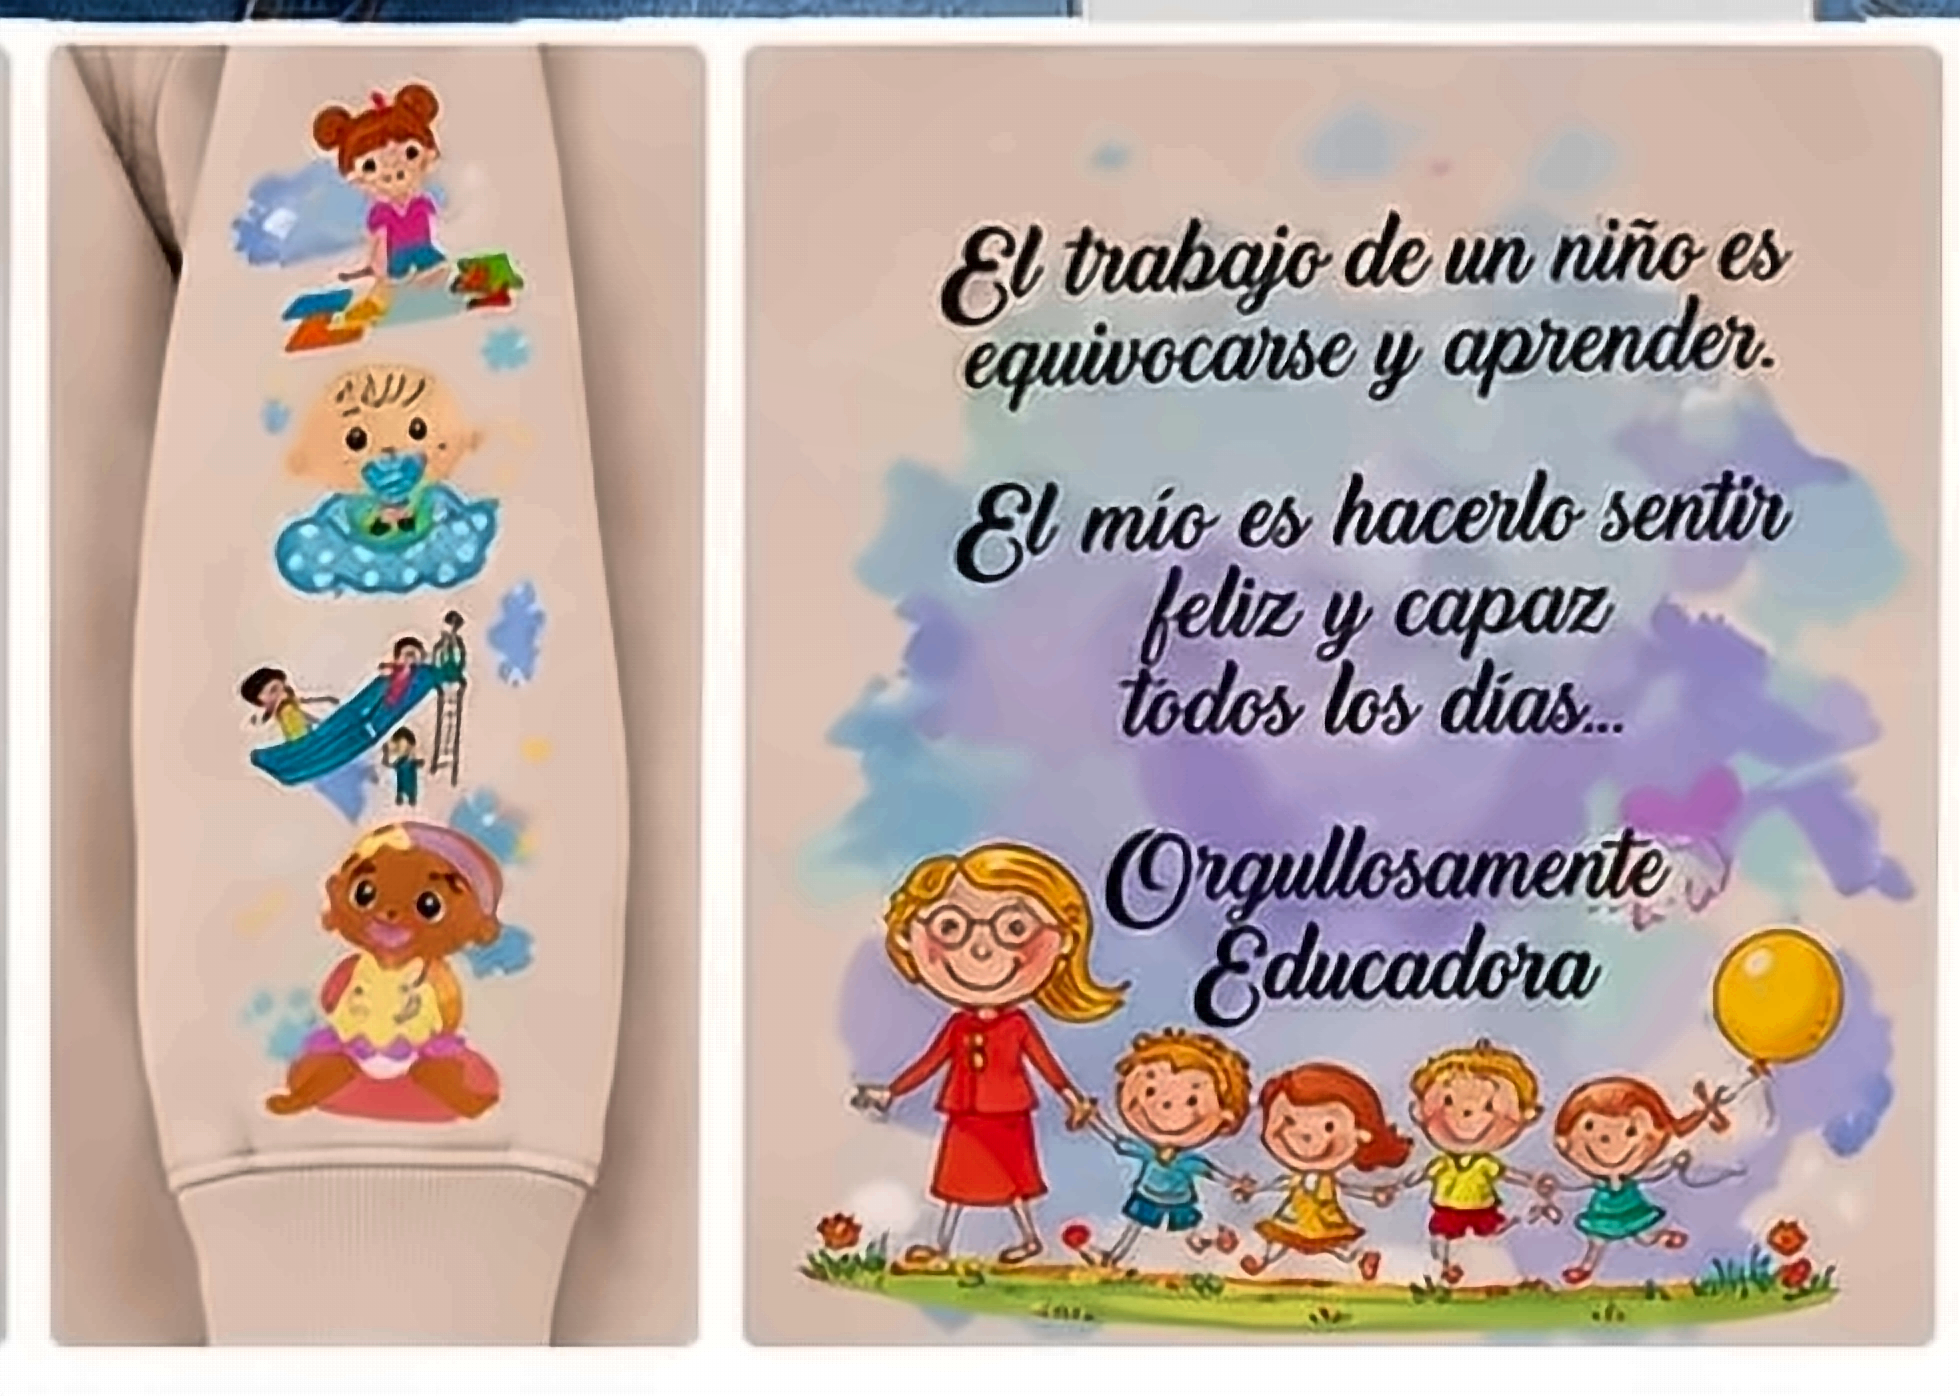 El trabajo de un niño es
equivocarse y aprender.
El mío es hacerlo sentir
feliz y capaz
todos los días...
Orgullosamente
Educadora